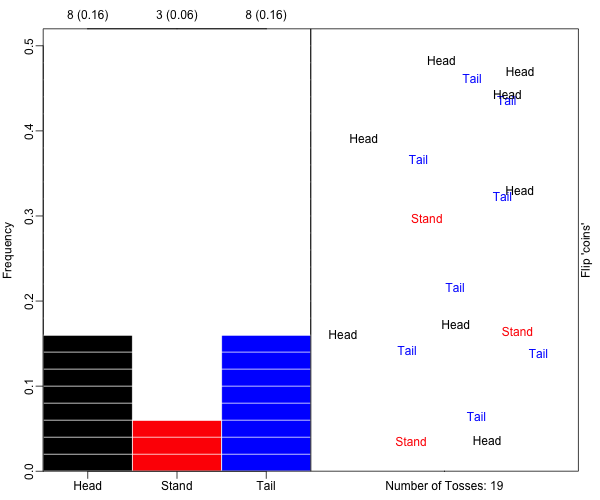 8 (0.16) 3 (0.06) 8 (0.16)
Frequency
0.5
0.4
0.3
0.2
0.1
0.0
Head Stand Tail
Head
Head
Tail
Head
Tail
Head
Tail
Head
Tail
Stand
Tail
Head
Stand
Head
Tail
Tail
Tail
Stand
Head
Number of Tosses: 19
Flip 'coins'